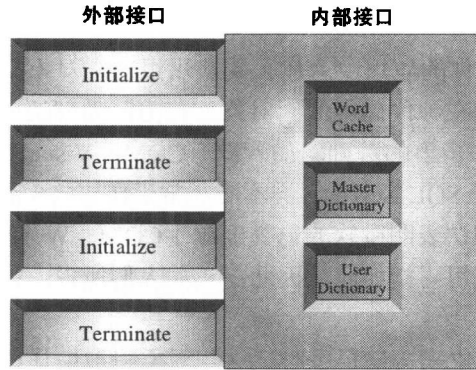 外部接口
内部接口
Initialize
Terminate
Initialize
Terminate
Word
Cache
Master
Dictionary
User
Dictionary